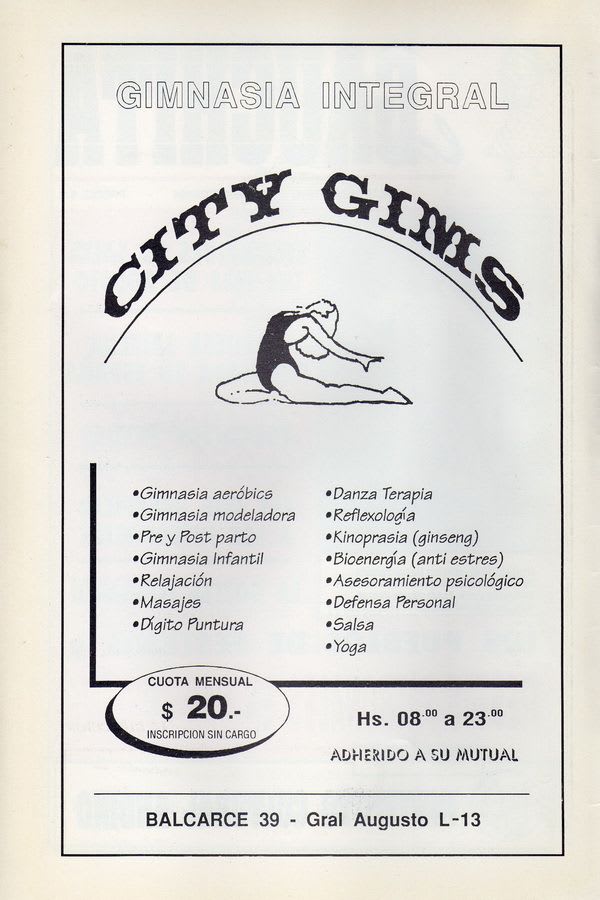 GIMNASIA INTEGRAL
CITY GIMS
•Gimnasia aeróbics
•Gimnasia modeladora
•Pre y Post parto
•Gimnasia Infantil
•Relajación
•Masajes
•Dígito Puntura
•Danza Terapia
•Reflexología
•Kinoprasia (ginseng)
•Bioenergía (anti estres)
•Asesoramiento psicológico
•Defensa Personal
•Salsa
•Yoga
CUOTA MENSUAL
$ 20.-
INSCRIPCION SIN CARGO
Hs. 08.00 a 23.00
ADHERIDO A SU MUTUAL
BALCARCE 39 - Gral Augusto L-13